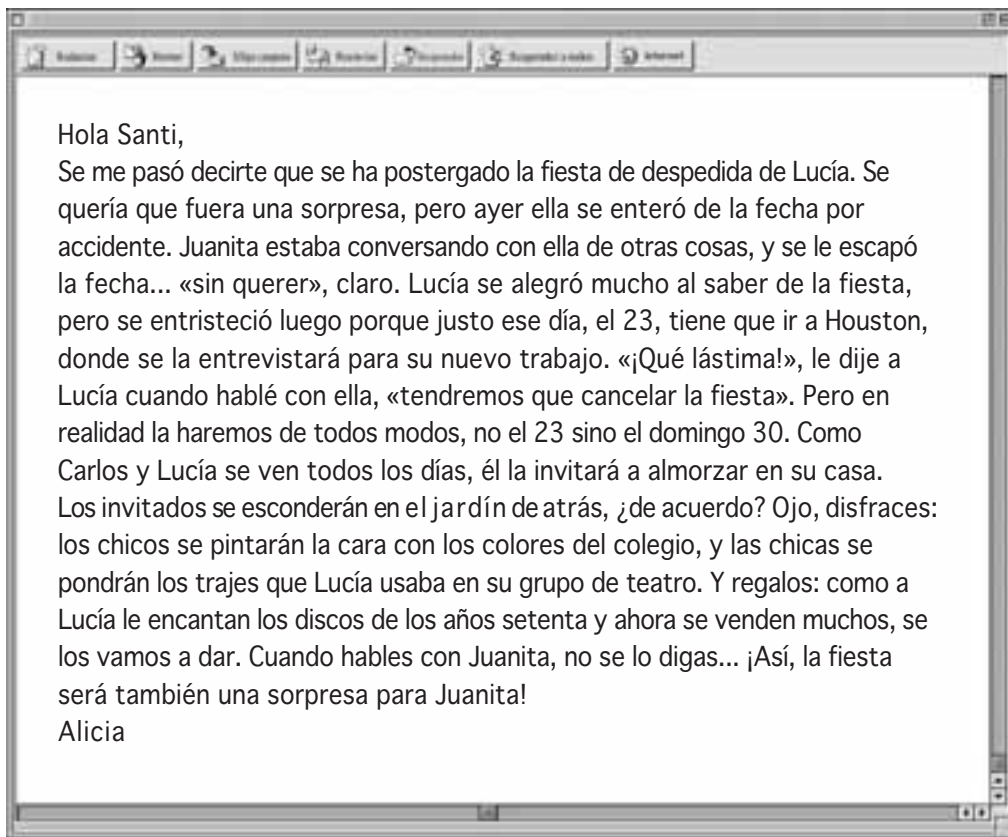 Hola Santi,
Se me pasó decirte que se ha postergado la fiesta de despedida de Lucía. Se
quería que fuera una sorpresa, pero ayer ella se enteró de la fecha por
accidente. Juanita estaba conversando con ella de otras cosas, y se le escapó
la fecha... «sin querer», claro. Lucía se alegró mucho al saber de la fiesta,
pero se entristeció luego porque justo ese día, el 23, tiene que ir a Houston,
donde se la entrevistará para su nuevo trabajo. «¡Qué lástima!», le dije a
Lucía cuando hablé con ella, «tendremos que cancelar la fiesta». Pero en
realidad la haremos de todos modos, no el 23 sino el domingo 30. Como
Carlos y Lucía se ven todos los días, él la invitará a almorzar en su casa.
Los invitados se esconderán en el jardín de atrás, ¿de acuerdo? Ojo, disfraces:
los chicos se pintarán la cara con los colores del colegio, y las chicas se
pondrán los trajes que Lucía usaba en su grupo de teatro. Y regalos: como a
Lucía le encantan los discos de los años setenta y ahora se venden muchos, se
los vamos a dar. Cuando hables con Juanita, no se lo digas... ¡Así, la fiesta
será también una sorpresa para Juanita!
Alicia